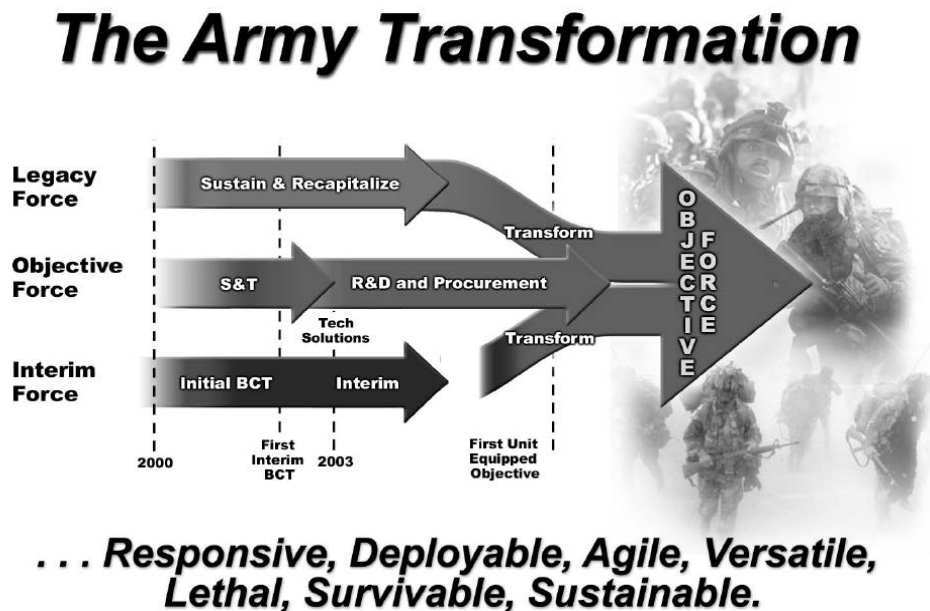 The Army Transformation
Legacy
Force
Sustain & Recapitalize
Transform
Objective
Force
S&T
R&D and Procurement
Tech
Solutions
Transform
Interim
Force
Initial BCT
Interim
OBJECTIVE
FORCE
2000
First
Interim
BCT
2003
First Unit
Equipped
Objective
. . . Responsive, Deployable, Agile, Versatile,
Lethal, Survivable, Sustainable.